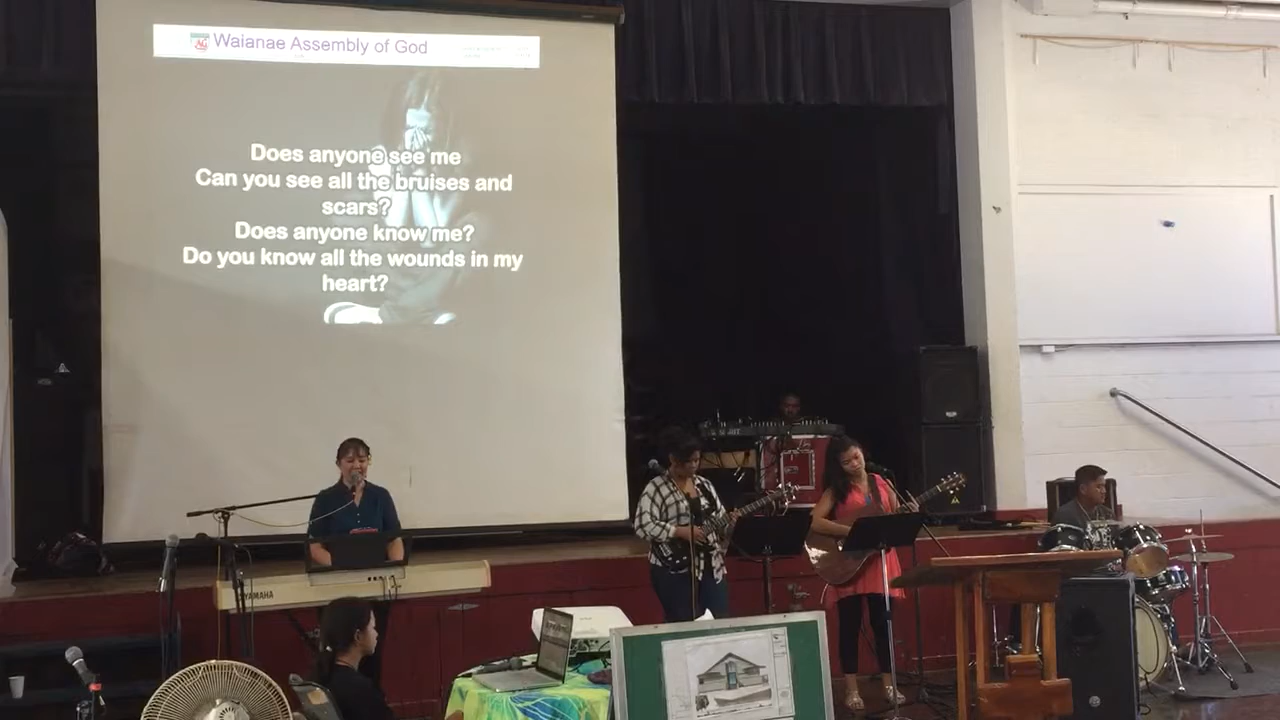 Waianae Assembly of God
Does anyone see me
Can you see all the bruises and
scars?
Does anyone know me?
Do you know all the wounds in my
heart?
YAMAHA